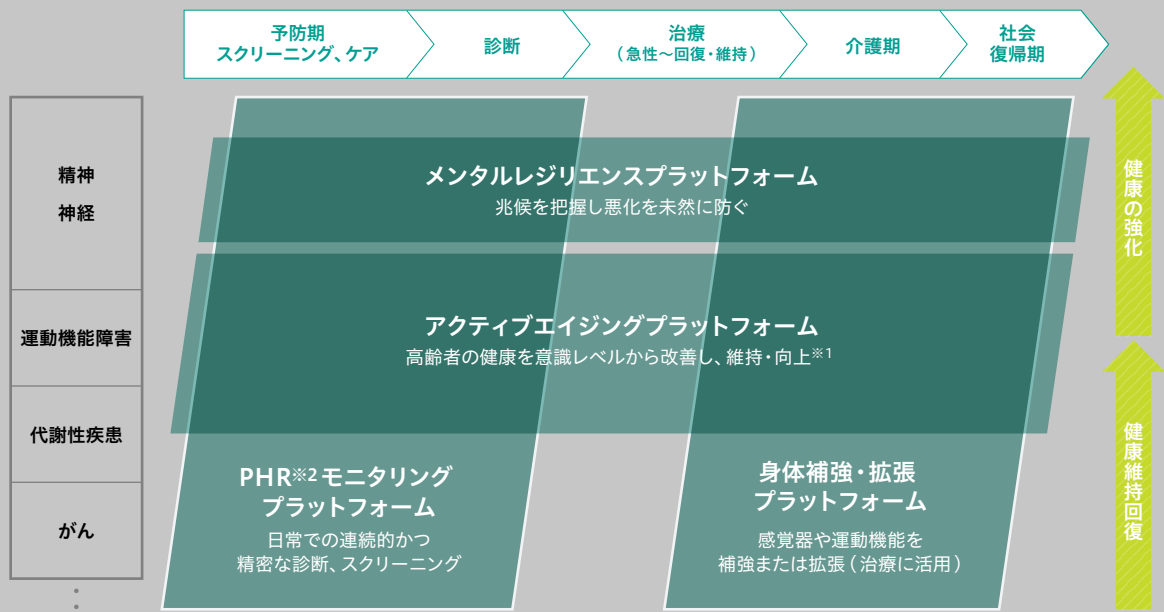 予防期
スクリーニング、ケア
診断
治療
（急性〜回復・維持）
介護期
社会
復帰期
精神
神経
運動機能障害
代謝性疾患
がん
メンタルレジリエンスプラットフォーム
兆候を把握し悪化を未然に防ぐ
アクティブエイジングプラットフォーム
高齢者の健康を意識レベルから改善し、維持・向上※1
PHR※2 モニタリング
プラットフォーム
日常での連続的かつ
精密な診断、スクリーニング
身体補強・拡張
プラットフォーム
感覚器や運動機能を
補強または拡張（治療に活用）
健康の強化
健康維持回復